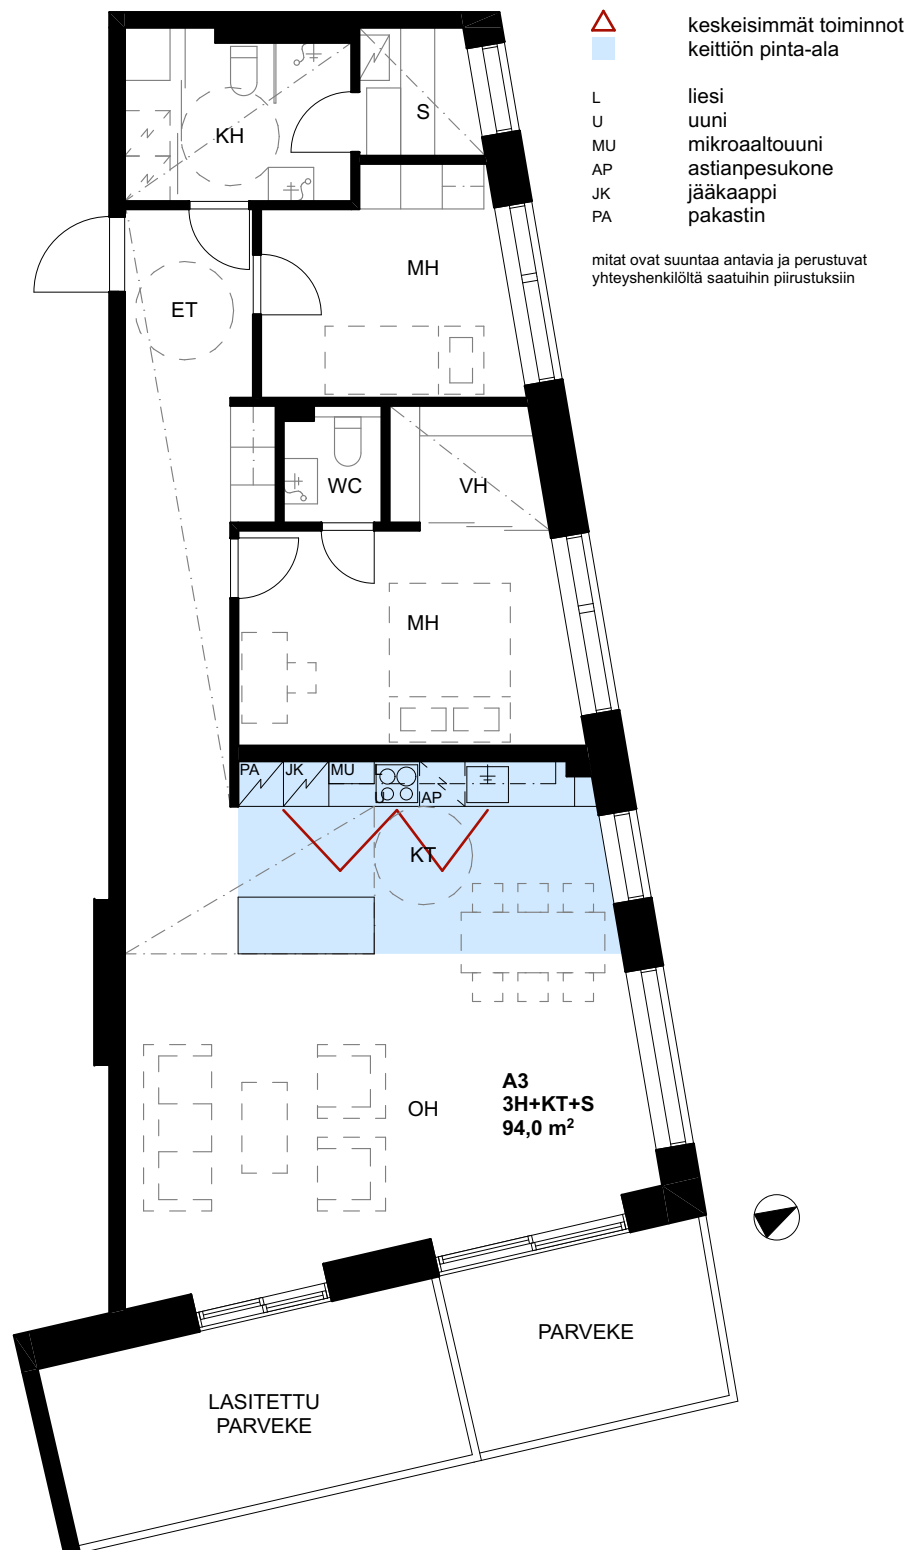 keskeisimmät toiminnot
keittiön pinta-ala
L liesi
U uuni
MU mikroaaltouuni
AP astianpesukone
JK jääkaappi
PA pakastin
mitat ovat suuntaa antavia ja perustuvat
yhteyshenkilöltä saatuihin piirustuksiin
S
KH
MH
ET
WC
VH
MH
PA JK MU L
U AP
KT
A3
3H+KT+S
94,0 m²
OH
PARVEKE
LASITETTU
PARVEKE